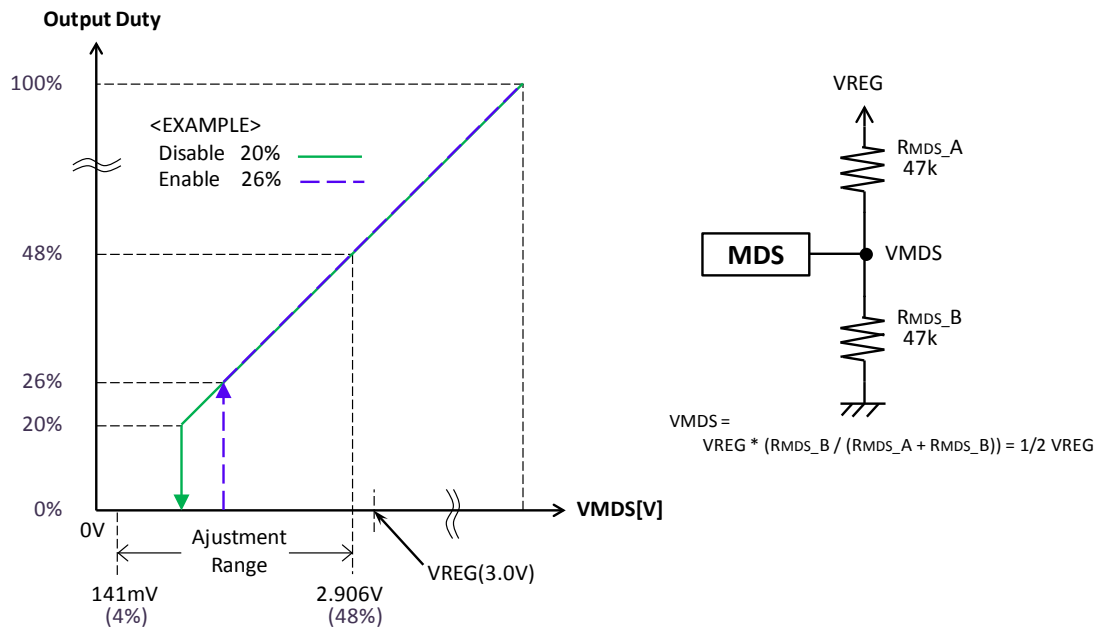 Output Duty
100%
<EXAMPLE>
Disable 20%
Enable 26%
48%
26%
20%
0%
0V
VMDS[V]
Ajustment
Range
VREG(3.0V)
141mV
(4%)
2.906V
(48%)
VREG
RMDS_A
47k
MDS
VMDS
RMDS_B
47k
VMDS =
VREG * (RMDS_B / (RMDS_A + RMDS_B)) = 1/2 VREG